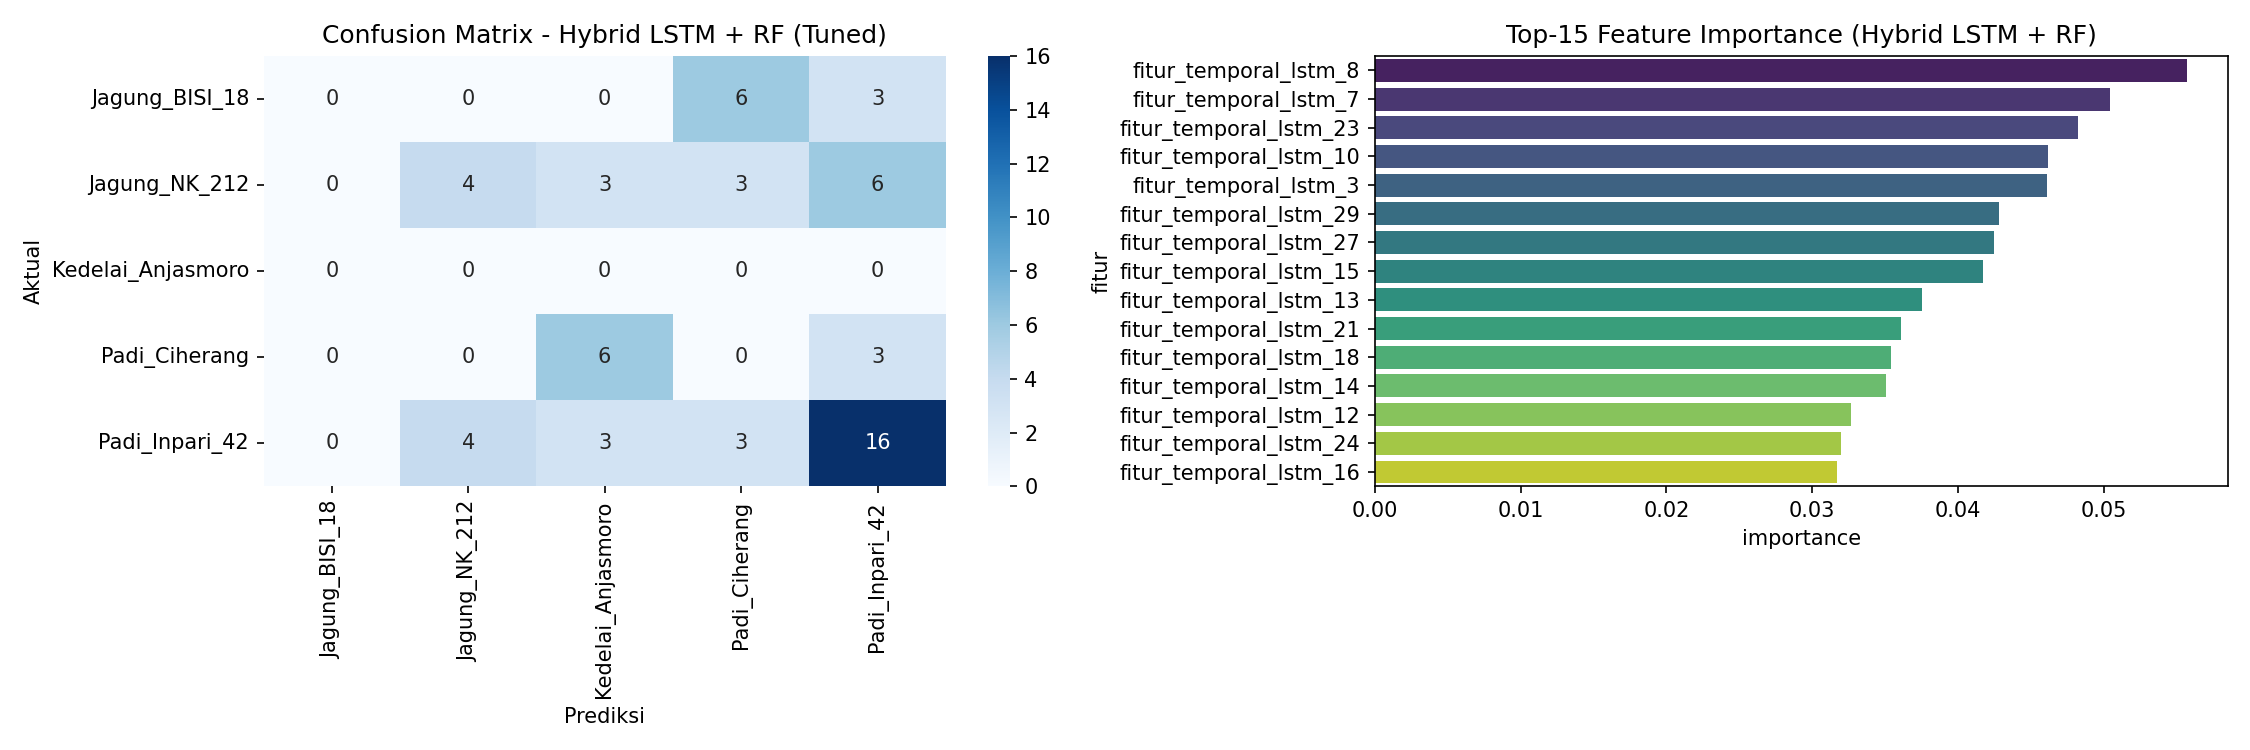 Confusion Matrix - Hybrid LSTM + RF (Tuned)
Aktual
Jagung_BISI_18 0 0 0 6 3
Jagung_NK_212 0 4 3 3 6
Kedelai_Anjasmoro 0 0 0 0 0
Padi_Ciherang 0 0 6 0 3
Padi_Inpari_42 0 4 3 3 16
Jagung_BISI_18
Jagung_NK_212
Kedelai_Anjasmoro
Padi_Ciherang
Padi_Inpari_42
Prediksi
16
14
12
10
8
6
4
2
0
Top-15 Feature Importance (Hybrid LSTM + RF)
fitur
fitur_temporal_lstm_8
fitur_temporal_lstm_7
fitur_temporal_lstm_23
fitur_temporal_lstm_10
fitur_temporal_lstm_3
fitur_temporal_lstm_29
fitur_temporal_lstm_27
fitur_temporal_lstm_15
fitur_temporal_lstm_13
fitur_temporal_lstm_21
fitur_temporal_lstm_18
fitur_temporal_lstm_14
fitur_temporal_lstm_12
fitur_temporal_lstm_24
fitur_temporal_lstm_16
0.00 0.01 0.02 0.03 0.04 0.05
importance